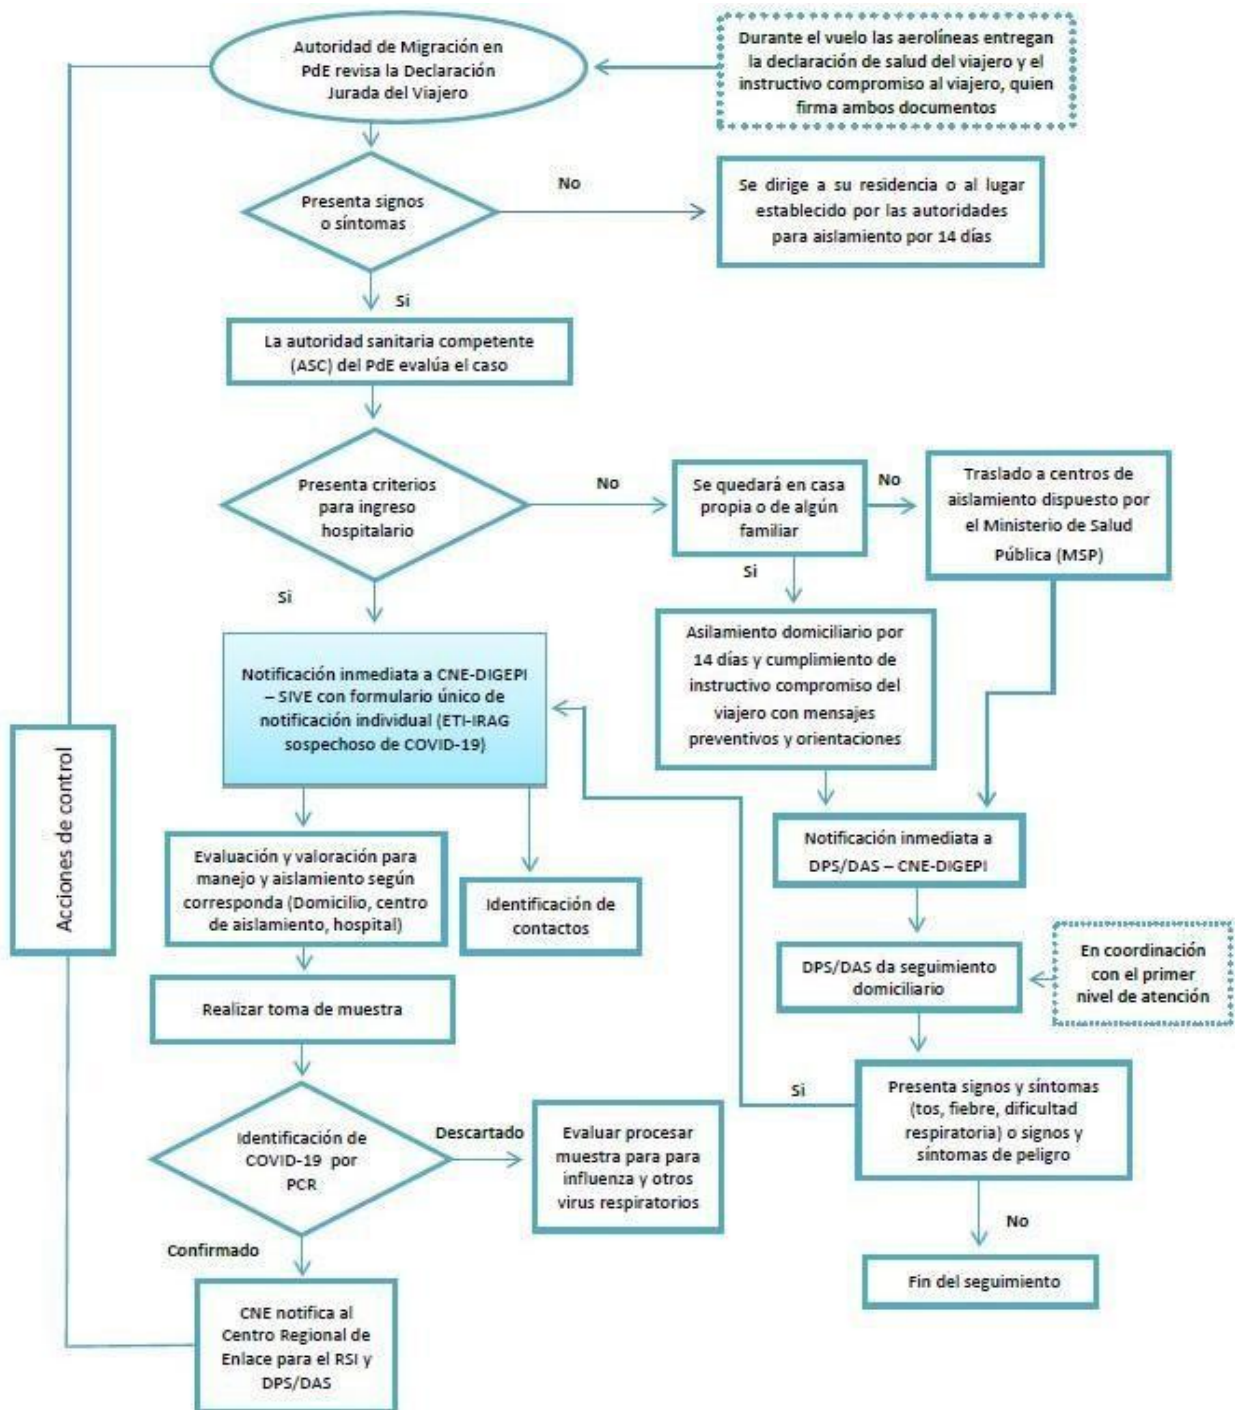 Autoridad de Migración en
PdE revisa la Declaración
Jurada del Viajero
Durante el vuelo las aerolíneas entregan
la declaración de salud del viajero y el
instructivo compromiso al viajero, quien
firma ambos documentos
Presenta signos
o síntomas
No
Se dirige a su residencia o al lugar
establecido por las autoridades
para aislamiento por 14 días
Si
La autoridad sanitaria competente
(ASC) del PdE evalúa el caso
Presenta criterios
para ingreso
hospitalario
No
Se quedará en casa
propia o de algún
familiar
No
Traslado a centros de
aislamiento dispuesto por
el Ministerio de Salud
Pública (MSP)
Si
Si
Asilamiento domiciliario por
14 días y cumplimiento de
instructivo compromiso del
viajero con mensajes
preventivos y orientaciones
Notificación inmediata a CNE-DIGEPI
– SIVE con formulario único de
notificación individual (ETI-IRAG
sospechoso de COVID-19)
Acciones de control
Evaluación y valoración para
manejo y aislamiento según
corresponda (Domicilio, centro
de aislamiento, hospital)
Identificación de
contactos
Notificación inmediata a
DPS/DAS – CNE-DIGEPI
DPS/DAS da seguimiento
domiciliario
En coordinación
con el primer
nivel de atención
Realizar toma de muestra
Si
Presenta signos y síntomas
(tos, fiebre, dificultad
respiratoria) o signos y
síntomas de peligro
Identificación de
COVID-19 por
PCR
Descartado
Evaluar procesar
muestra para para
influenza y otros
virus respiratorios
No
Fin del seguimiento
Confirmado
CNE notifica al
Centro Regional de
Enlace para el RSI y
DPS/DAS